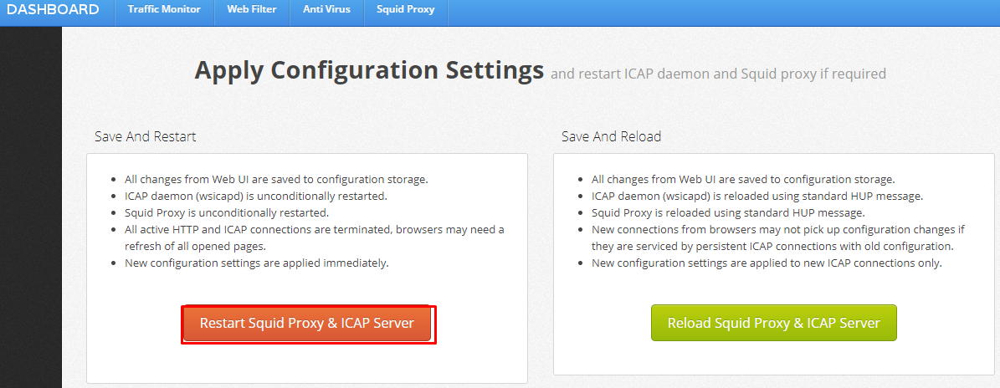 DASHBOARD Traffic Monitor Web Filter Anti Virus Squid Proxy
Apply Configuration Settings and restart ICAP daemon and Squid proxy if required
Save And Restart
All changes from Web UI are saved to configuration storage.
ICAP daemon (wsicapd) is unconditionally restarted.
Squid Proxy is unconditionally restarted.
All active HTTP and ICAP connections are terminated, browsers may need a
refresh of all opened pages.
New configuration settings are applied immediately.
Restart Squid Proxy & ICAP Server
Save And Reload
All changes from Web UI are saved to configuration storage.
ICAP daemon (wsicapd) is reloaded using standard HUP message.
Squid Proxy is reloaded using standard HUP message.
New connections from browsers may not pick up configuration changes if
they are serviced by persistent ICAP connections with old configuration.
New configuration settings are applied to new ICAP connections only.
Reload Squid Proxy & ICAP Server